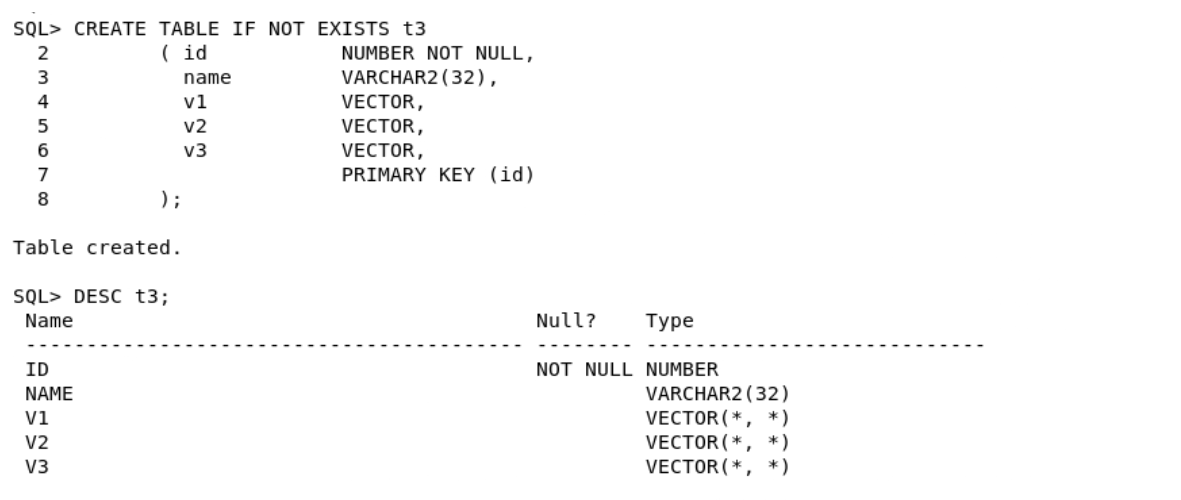 SQL> CREATE TABLE IF NOT EXISTS t3
  2         ( id           NUMBER NOT NULL,
  3           name         VARCHAR2(32),
  4           v1           VECTOR,
  5           v2           VECTOR,
  6           v3           VECTOR,
  7                        PRIMARY KEY (id)
  8         );
Table created.
SQL> DESC t3;
 Name                                      Null?    Type
 ----------------------------------------- -------- ----------------------------
 ID                                        NOT NULL NUMBER
 NAME                                               VARCHAR2(32)
 V1                                                 VECTOR(*, *)
 V2                                                 VECTOR(*, *)
 V3                                                 VECTOR(*, *)